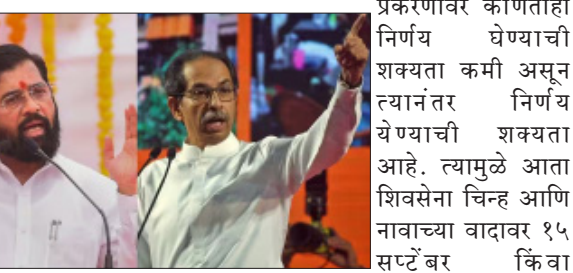 प्रकरणावर कोणताही
निर्णय घेण्याची
शक्यता कमी असून
त्यानंतर निर्णय
येण्याची शक्यता
आहे. त्यामुळे आता
शिवसेना चिन्ह आणि
नावाच्या वादावर १५
सप्टेंबर किंवा